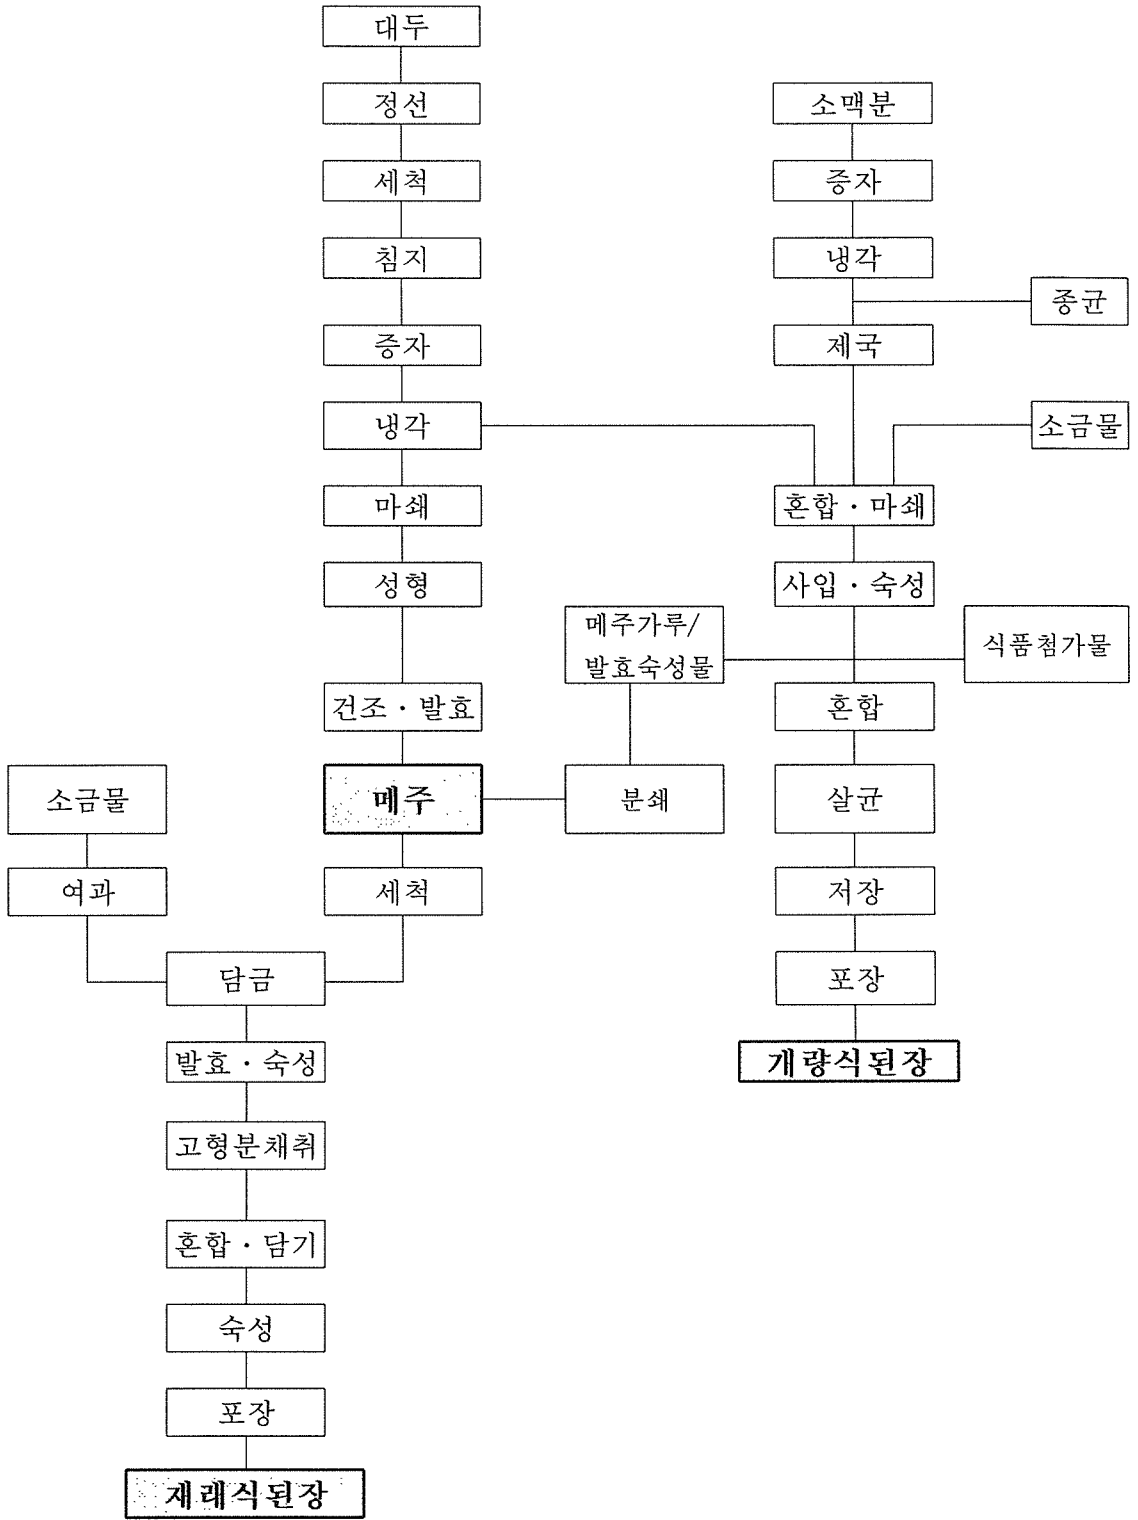 대두
정선
소맥분
세척
증자
침지
냉각
종균
증자
제국
냉각
소금물
마쇄
혼합 · 마쇄
성형
사입 · 숙성
메주가루/
발효숙성물
식품첨가물
건조 · 발효
혼합
소금물
메주
분쇄
살균
여과
세척
저장
담금
포장
발효 · 숙성
개량식된장
고형분채취
혼합 · 담기
숙성
포장
재래식된장